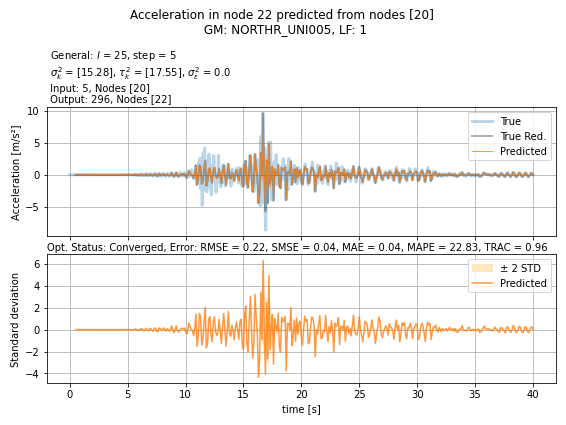 Acceleration in node 22 predicted from nodes [20]
GM: NORTHR_UNI005, LF: 1
General: l = 25, step = 5
σ²ₖ = [15.28], τ²ₖ = [17.55], σ²ε = 0.0
Input: 5, Nodes [20]
Output: 296, Nodes [22]
Acceleration [m/s²]
10
5
0
−5
True
True Red.
Predicted
Opt. Status: Converged, Error: RMSE = 0.22, SMSE = 0.04, MAE = 0.04, MAPE = 22.83, TRAC = 0.96
Standard deviation
6
4
2
0
−2
−4
± 2 STD
Predicted
0 5 10 15 20 25 30 35 40
time [s]